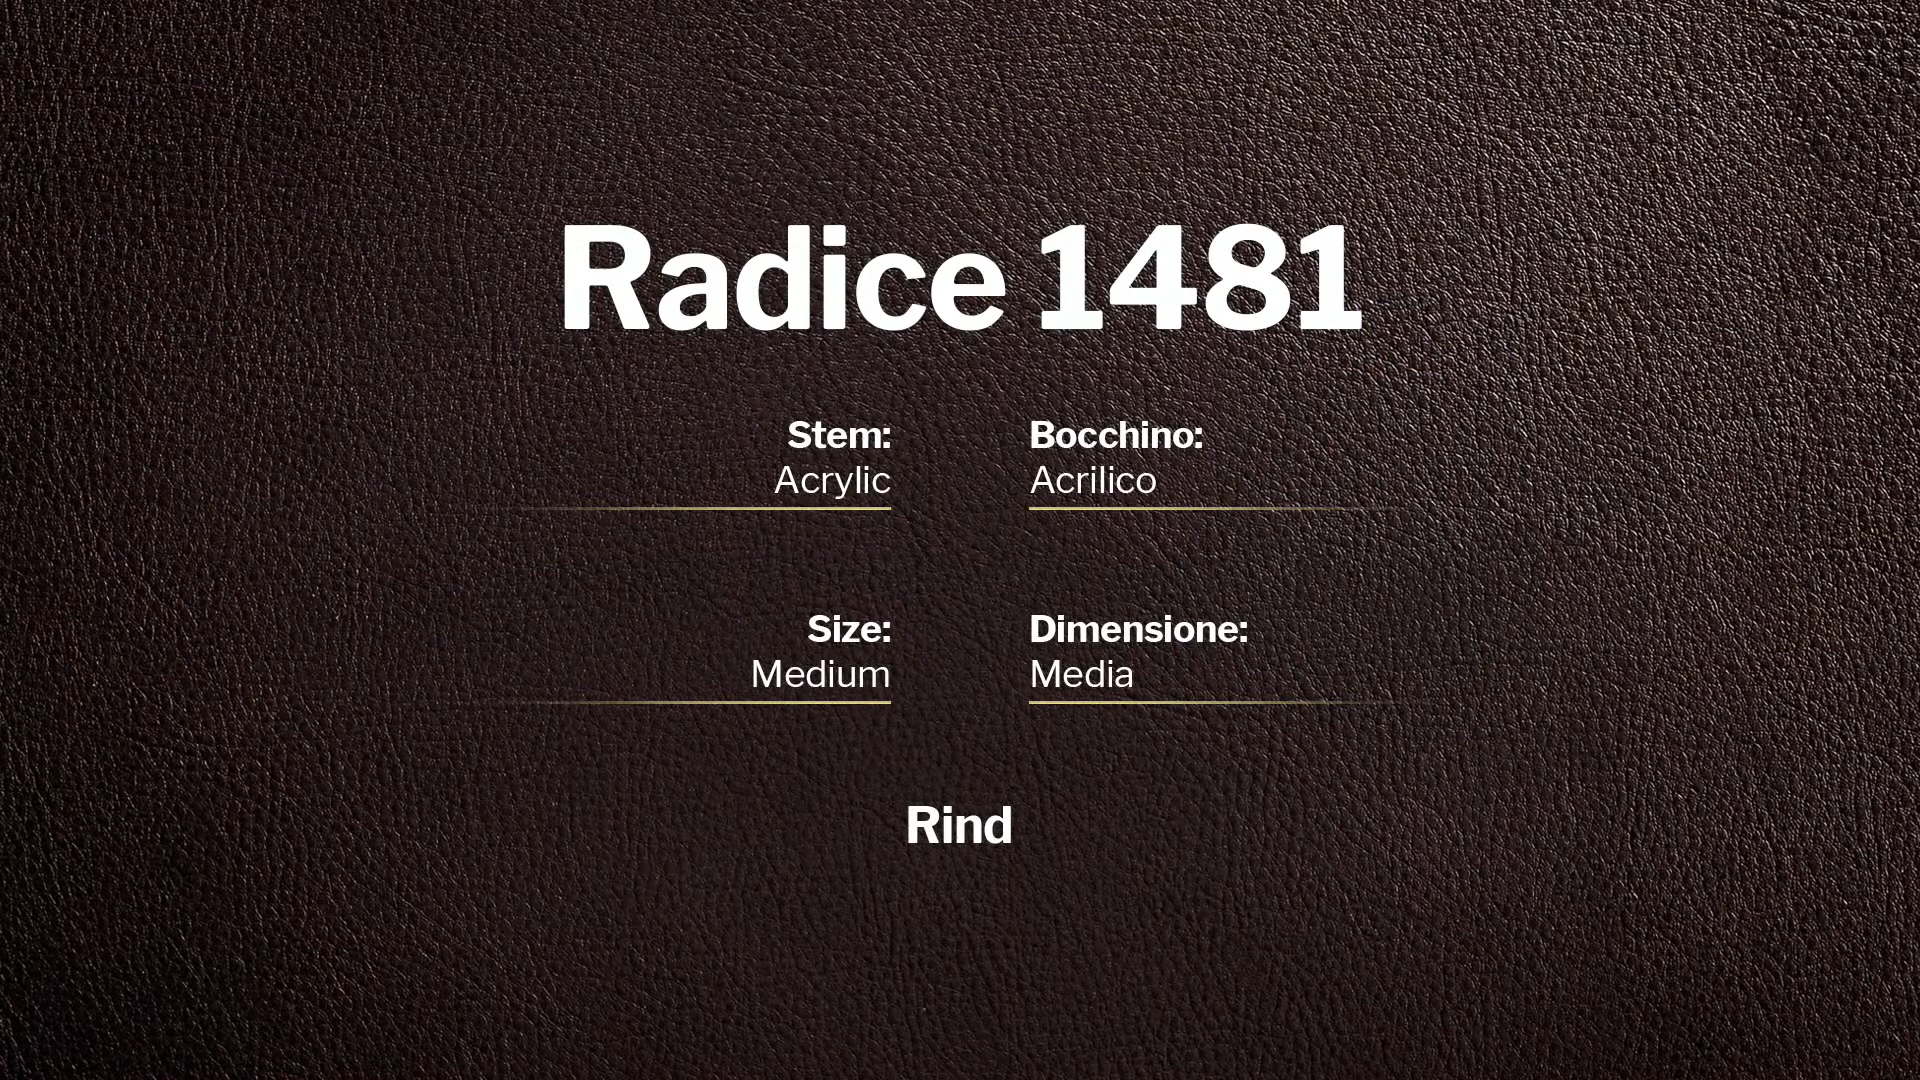 Radice 1481
Stem:
Acrylic
Bocchino:
Acrilico
Size:
Medium
Dimensione:
Media
Rind